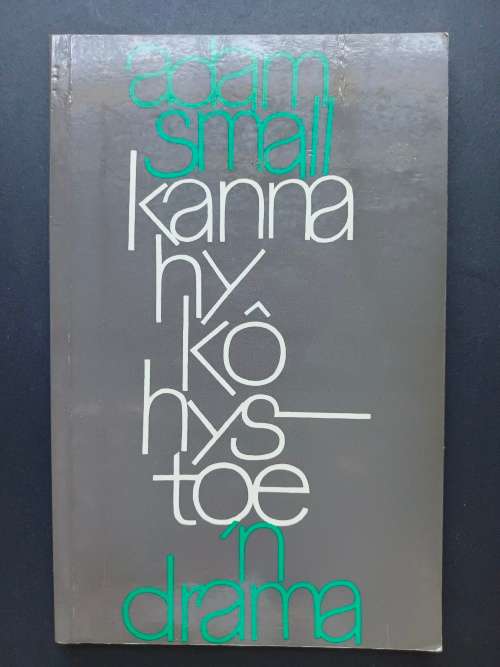 adam
small
kanna
hy
kô
hys—
toe
'n
drama